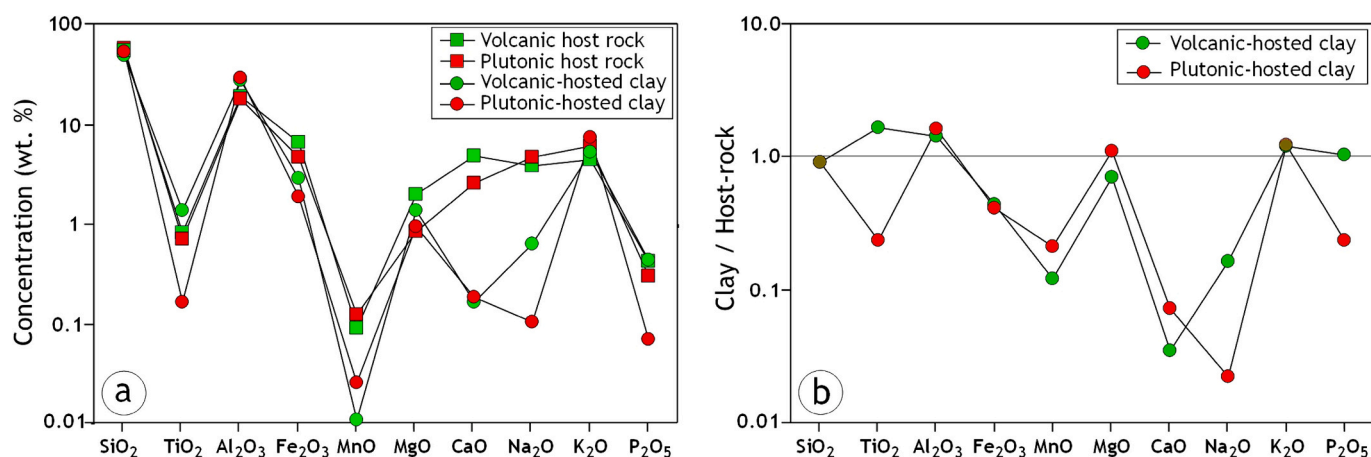 100
10
1
0.1
0.01
Concentration (wt. %)
Volcanic host rock
Plutonic host rock
Volcanic-hosted clay
Plutonic-hosted clay
a
SiO₂ TiO₂ Al₂O₃ Fe₂O₃ MnO MgO CaO Na₂O K₂O P₂O₅
10.0
1.0
0.1
0.01
Clay / Host-rock
Volcanic-hosted clay
Plutonic-hosted clay
b
SiO₂ TiO₂ Al₂O₃ Fe₂O₃ MnO MgO CaO Na₂O K₂O P₂O₅